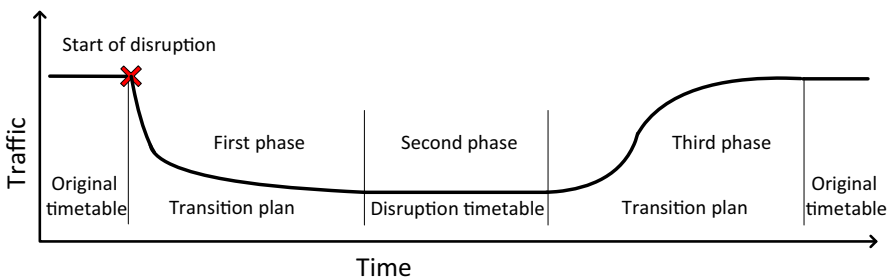 Start of disruption
First phase
Second phase
Third phase
Original
timetable
Transition plan
Disruption timetable
Transition plan
Original
timetable
Traffic
Time